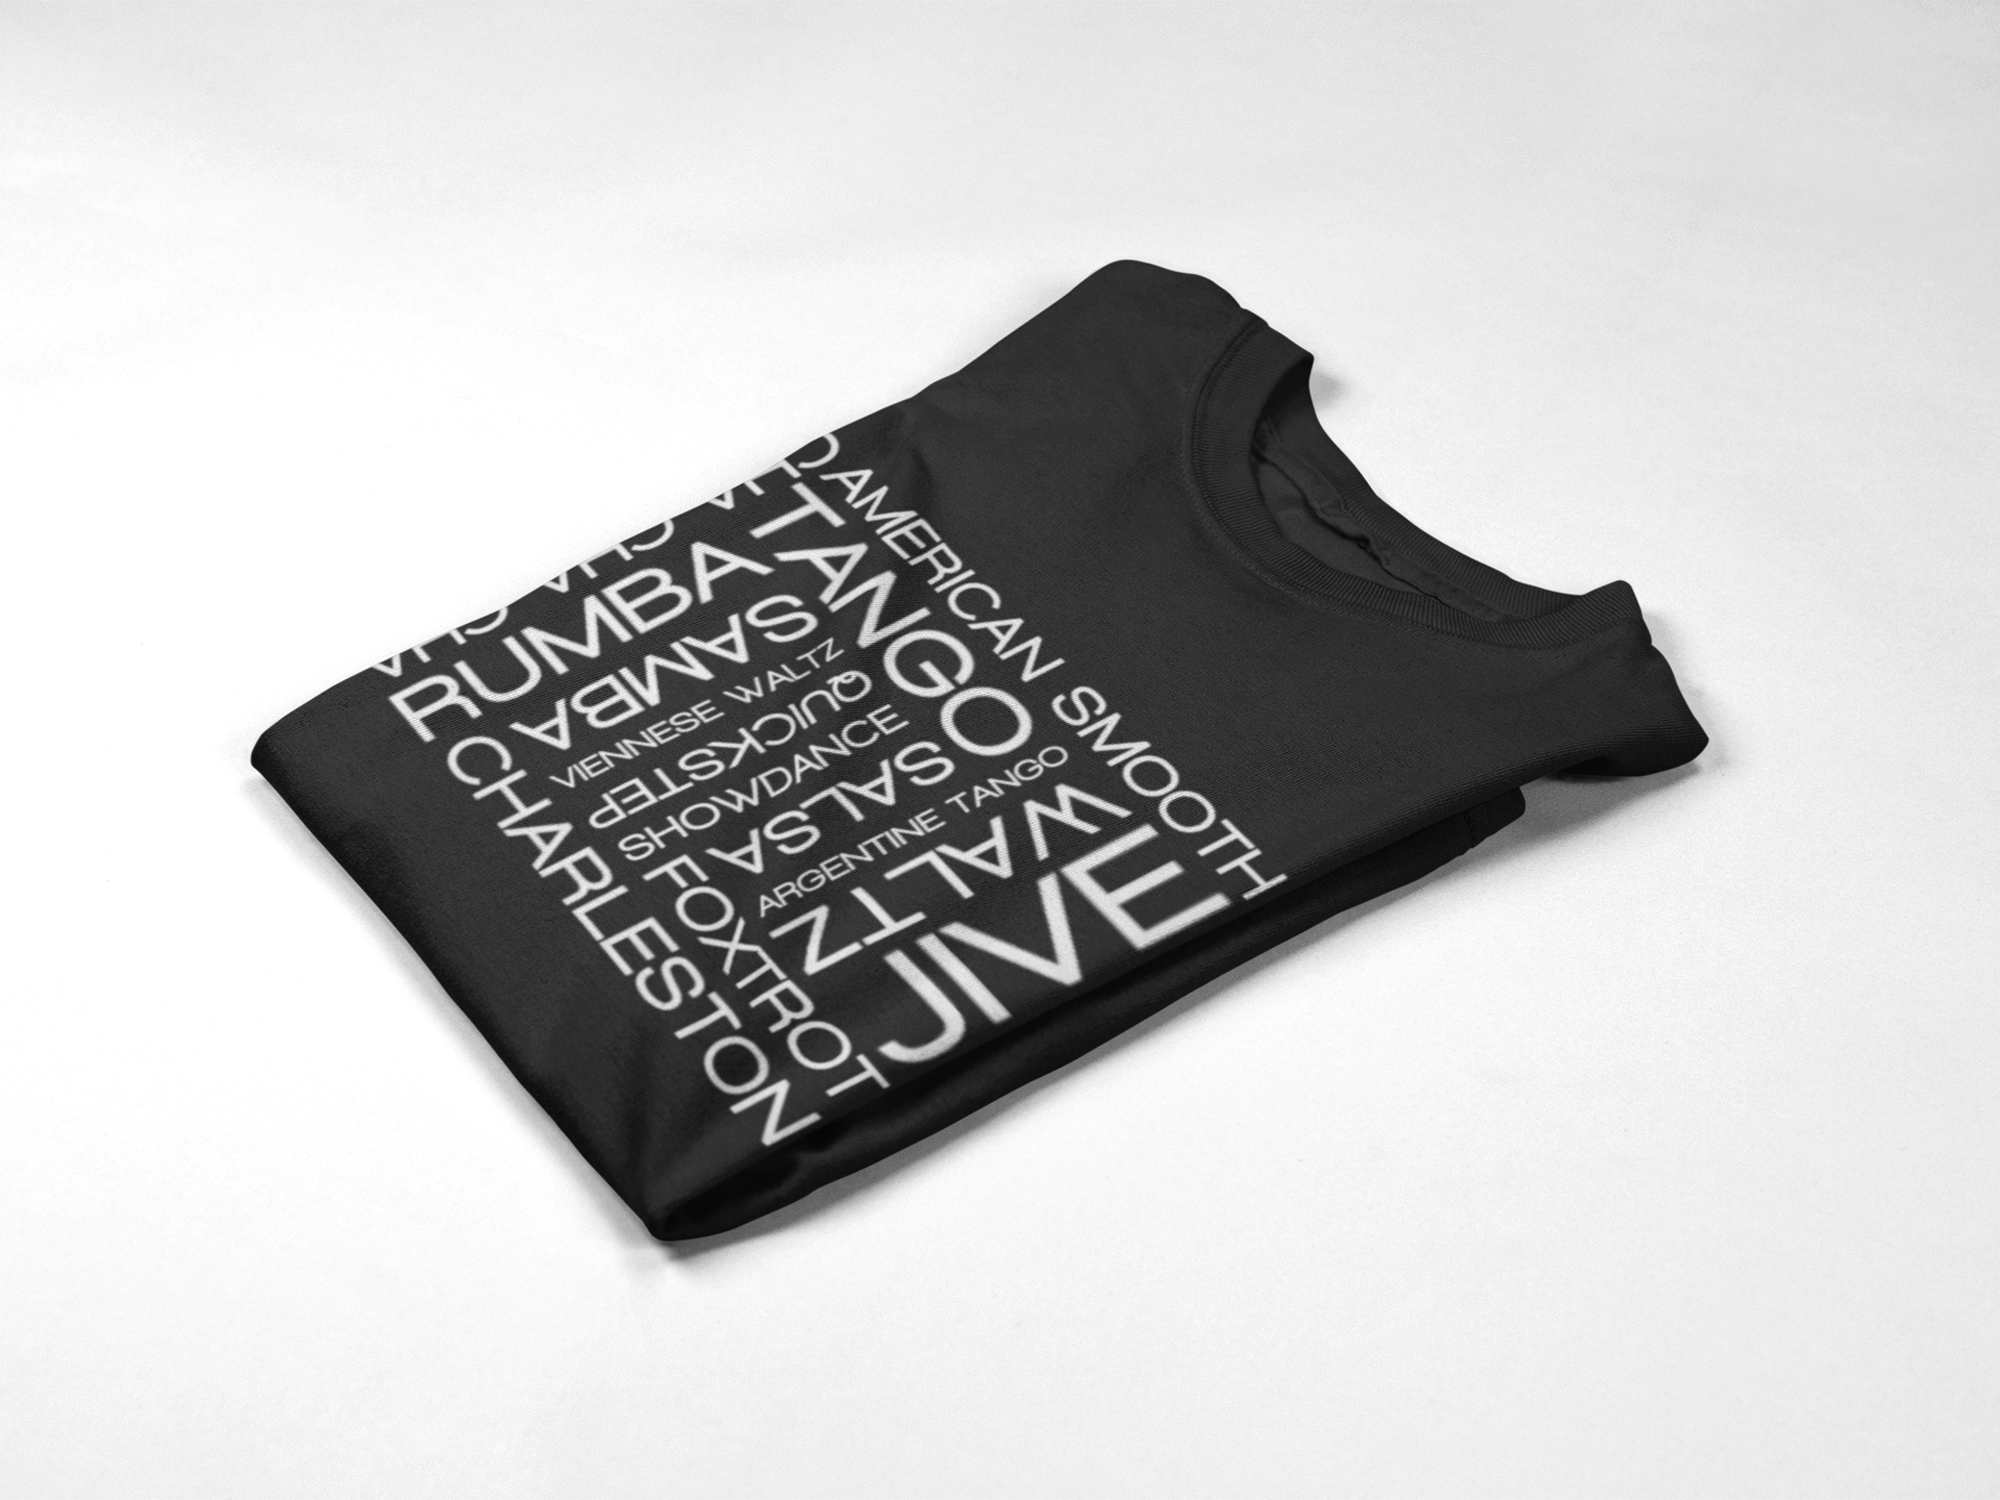 AMERICAN SMOOTH
TANGO
RUMBA
SAMBA
VIENNESE WALTZ
QUICKSTEP
SHOWDANCE
SALSA
ARGENTINE TANGO
WALTZ
JIVE
FOXTROT
CHARLESTON